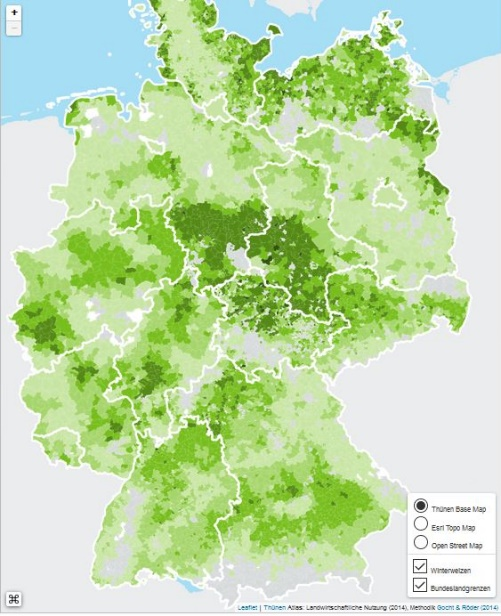 +
−
Thünen Base Map
Esri Topo Map
Open Street Map
Winterweizen
Bundeslandgrenzen
Leaflet | Thünen Atlas: Landwirtschaftliche Nutzung (2014), Methodik Gocht & Röder (2014)